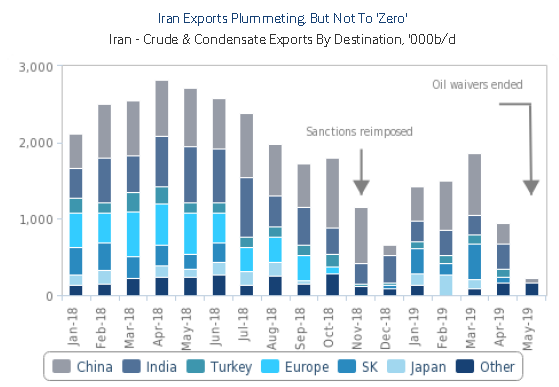 Iran Exports Plummeting, But Not To 'Zero'
Iran - Crude & Condensate Exports By Destination, '000b/d
3,000
2,000
1,000
0
Oil waivers ended
Sanctions reimposed
Jan-18
Feb-18
Mar-18
Apr-18
May-18
Jun-18
Jul-18
Aug-18
Sep-18
Oct-18
Nov-18
Dec-18
Jan-19
Feb-19
Mar-19
Apr-19
May-19
China India Turkey Europe SK Japan Other